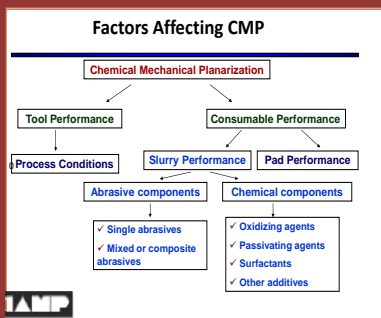 Factors Affecting CMP
Chemical Mechanical Planarization
Tool Performance
Consumable Performance
Process Conditions
Slurry Performance
Pad Performance
Abrasive components
Chemical components
✓ Single abrasives
✓ Mixed or composite
abrasives
✓ Oxidizing agents
✓ Passivating agents
✓ Surfactants
✓ Other additives